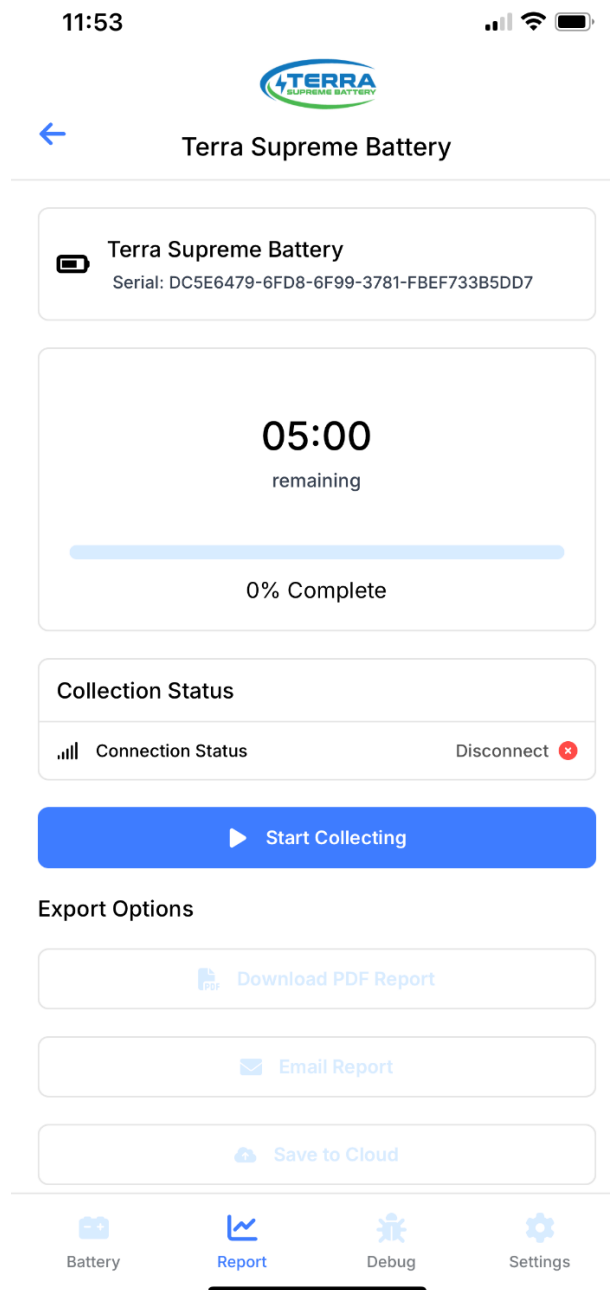 11:53
TERRA
SUPREME BATTERY
Terra Supreme Battery
Terra Supreme Battery
Serial: DC5E6479-6FD8-6F99-3781-FBEF733B5DD7
05:00
remaining
0% Complete
Collection Status
Connection Status Disconnect
Start Collecting
Export Options
PDF Download PDF Report
Email Report
Save to Cloud
Battery Report Debug Settings